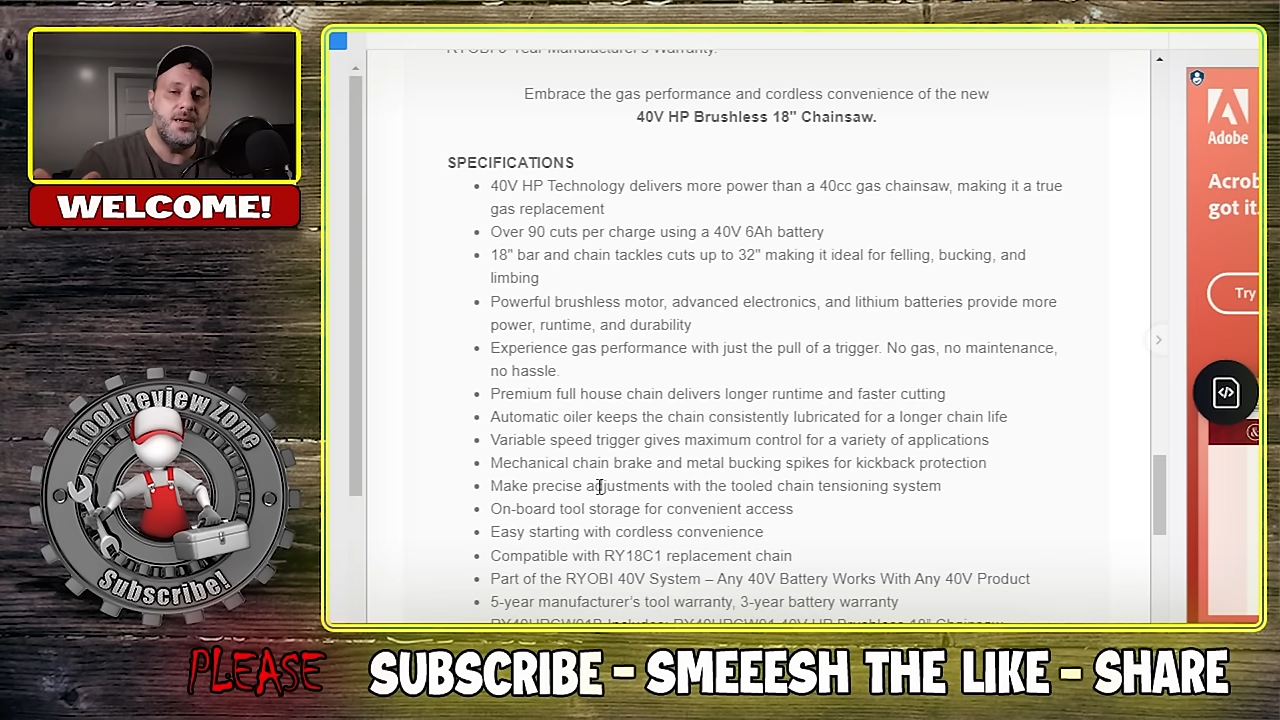 RYOBI 5-Year Manufacturer's Warranty.
Embrace the gas performance and cordless convenience of the new
40V HP Brushless 18" Chainsaw.
SPECIFICATIONS
• 40V HP Technology delivers more power than a 40cc gas chainsaw, making it a true
gas replacement
• Over 90 cuts per charge using a 40V 6Ah battery
• 18" bar and chain tackles cuts up to 32" making it ideal for felling, bucking, and
limbing
• Powerful brushless motor, advanced electronics, and lithium batteries provide more
power, runtime, and durability
• Experience gas performance with just the pull of a trigger. No gas, no maintenance,
no hassle.
• Premium full house chain delivers longer runtime and faster cutting
• Automatic oiler keeps the chain consistently lubricated for a longer chain life
• Variable speed trigger gives maximum control for a variety of applications
• Mechanical chain brake and metal bucking spikes for kickback protection
• Make precise adjustments with the tooled chain tensioning system
• On-board tool storage for convenient access
• Easy starting with cordless convenience
• Compatible with RY18C1 replacement chain
• Part of the RYOBI 40V System – Any 40V Battery Works With Any 40V Product
• 5-year manufacturer's tool warranty, 3-year battery warranty
Adobe
Acrob
got it.
Try
WELCOME!
Tool Review Zone
Subscribe!
PLEASE SUBSCRIBE - SMEEESH THE LIKE - SHARE